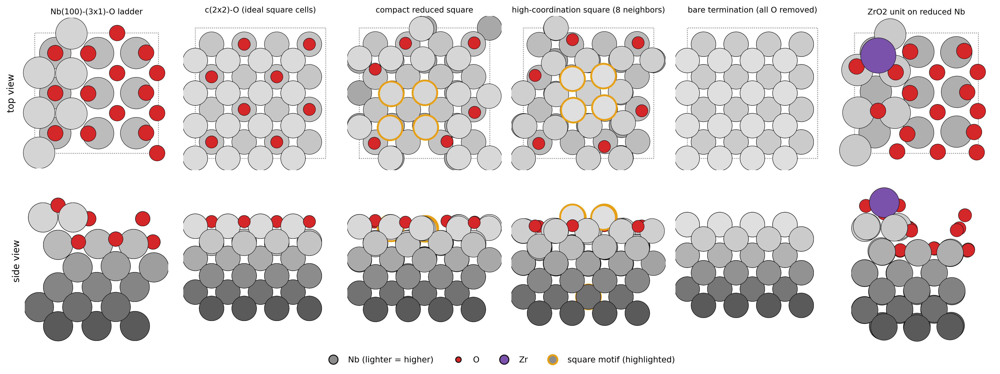 Nb(100)-(3x1)-O ladder
c(2x2)-O (ideal square cells)
compact reduced square
high-coordination square (8 neighbors)
bare termination (all O removed)
ZrO2 unit on reduced Nb
top view
side view
Nb (lighter = higher)
O
Zr
square motif (highlighted)